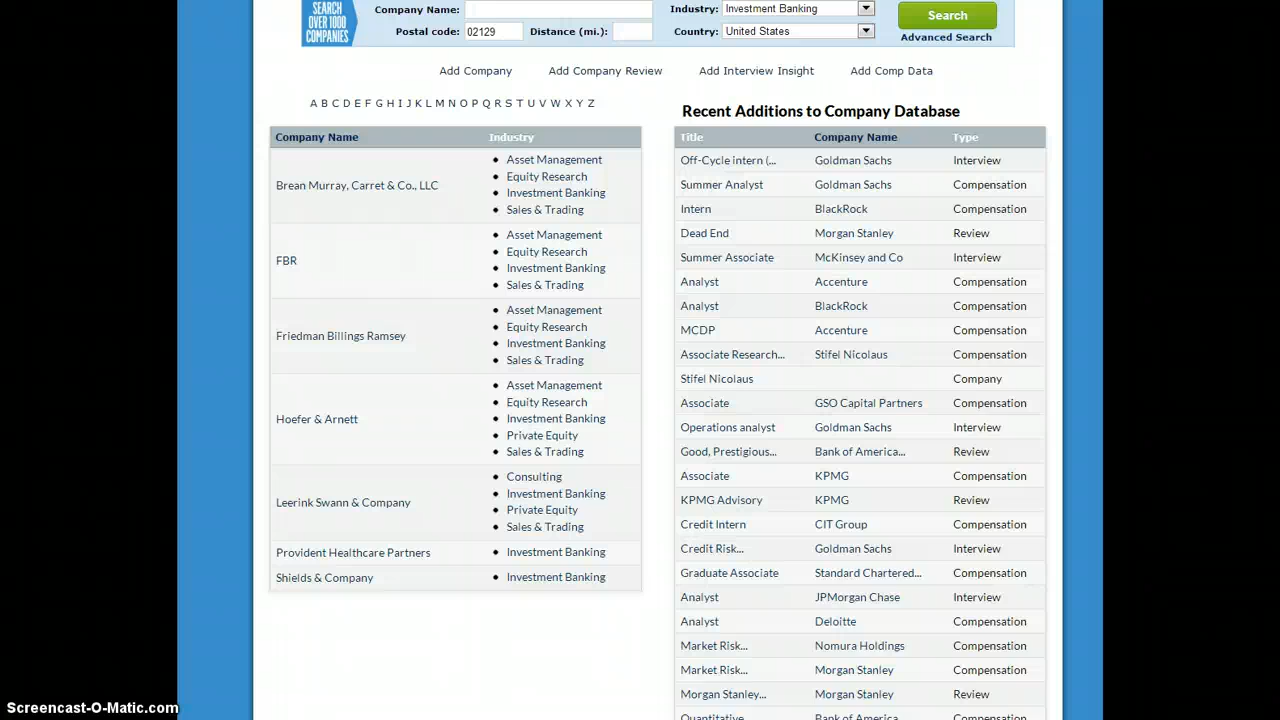 SEARCH
OVER 1000
COMPANIES
Company Name:
Industry: Investment Banking
Postal code: 02129 Distance (mi.):
Country: United States
Search
Advanced Search
Add Company Add Company Review Add Interview Insight Add Comp Data
A B C D E F G H I J K L M N O P Q R S T U V W X Y Z
Company Name Industry
Brean Murray, Carret & Co., LLC
• Asset Management
• Equity Research
• Investment Banking
• Sales & Trading
FBR
• Asset Management
• Equity Research
• Investment Banking
• Sales & Trading
Friedman Billings Ramsey
• Asset Management
• Equity Research
• Investment Banking
• Sales & Trading
Hoefer & Arnett
• Asset Management
• Equity Research
• Investment Banking
• Private Equity
• Sales & Trading
Leerink Swann & Company
• Consulting
• Investment Banking
• Private Equity
• Sales & Trading
Provident Healthcare Partners • Investment Banking
Shields & Company • Investment Banking
Recent Additions to Company Database
Title Company Name Type
Off-Cycle intern (... Goldman Sachs Interview
Summer Analyst Goldman Sachs Compensation
Intern BlackRock Compensation
Dead End Morgan Stanley Review
Summer Associate McKinsey and Co Interview
Analyst Accenture Compensation
Analyst BlackRock Compensation
MCDP Accenture Compensation
Associate Research... Stifel Nicolaus Compensation
Stifel Nicolaus Company
Associate GSO Capital Partners Compensation
Operations analyst Goldman Sachs Interview
Good, Prestigious... Bank of America... Review
Associate KPMG Compensation
KPMG Advisory KPMG Review
Credit Intern CIT Group Compensation
Credit Risk... Goldman Sachs Interview
Graduate Associate Standard Chartered... Compensation
Analyst JPMorgan Chase Interview
Analyst Deloitte Compensation
Market Risk... Nomura Holdings Compensation
Market Risk... Morgan Stanley Compensation
Morgan Stanley... Morgan Stanley Review
Quantitative Bank of America Compensation
Screencast-O-Matic.com